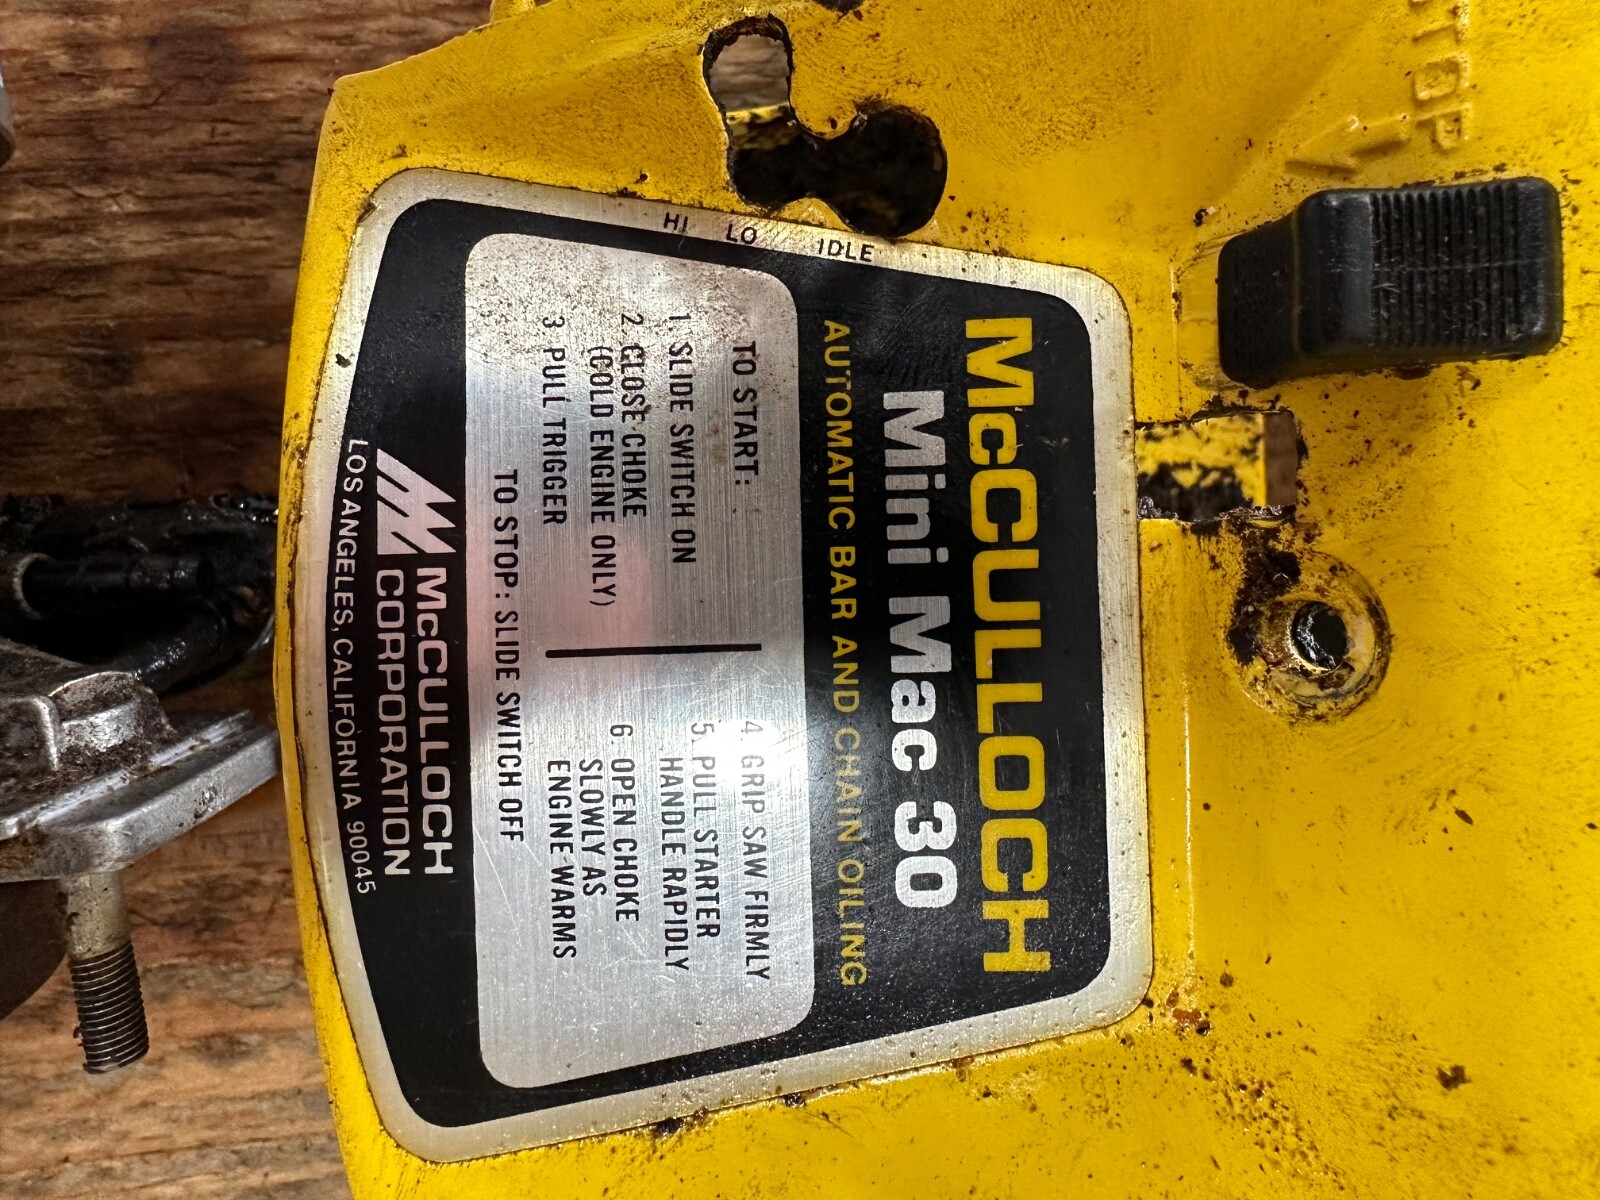 STOP
HI LO IDLE
McCULLOCH
Mini Mac 30
AUTOMATIC BAR AND CHAIN OILING
TO START:
1. SLIDE SWITCH ON
2. CLOSE CHOKE
(COLD ENGINE ONLY)
3 PULL TRIGGER
4 GRIP SAW FIRMLY
5. PULL STARTER
HANDLE RAPIDLY
6. OPEN CHOKE
SLOWLY AS
ENGINE WARMS
TO STOP: SLIDE SWITCH OFF
McCULLOCH
CORPORATION
LOS ANGELES, CALIFORNIA 90045